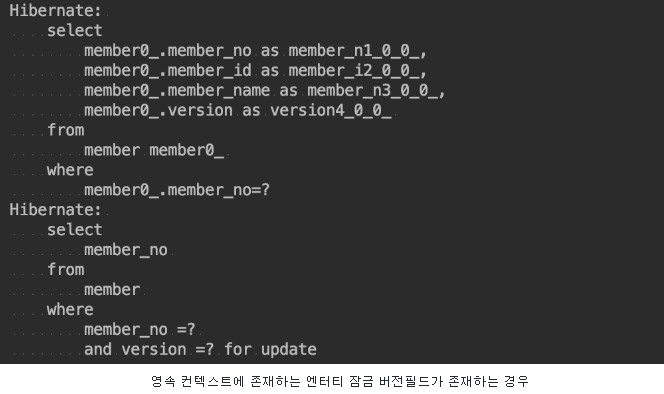 Hibernate:
select
member0_.member_no as member_n1_0_0_,
member0_.member_id as member_i2_0_0_,
member0_.member_name as member_n3_0_0_,
member0_.version as version4_0_0_
from
member member0_
where
member0_.member_no=?
Hibernate:
select
member_no
from
member
where
member_no =?
and version =? for update
영속 컨텍스트에 존재하는 엔터티 잠금 버전필드가 존재하는 경우